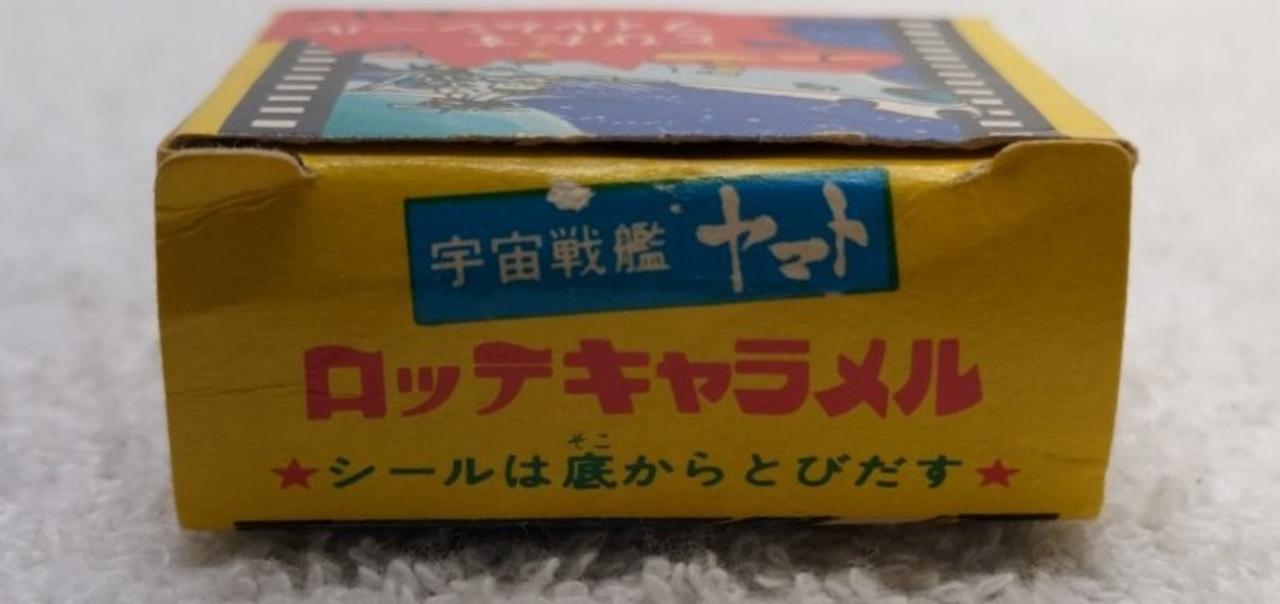 宇宙戦艦 ヤマト
ロッテキャラメル
そこ
★シールは底からとびだす★